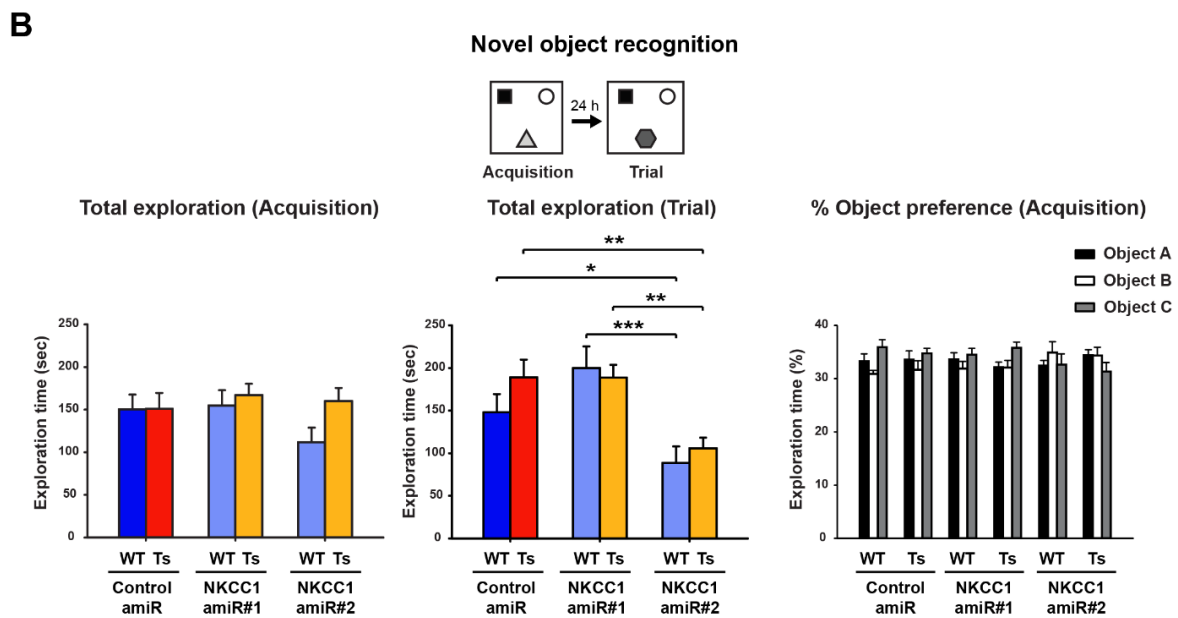 B
Novel object recognition
24 h
Acquisition
Trial
Total exploration (Acquisition)
Exploration time (sec)
250
200
150
100
50
0
WT Ts WT Ts WT Ts
Control NKCC1 NKCC1
amiR amiR#1 amiR#2
Total exploration (Trial)
**
*
**
***
Exploration time (sec)
250
200
150
100
50
0
WT Ts WT Ts WT Ts
Control NKCC1 NKCC1
amiR amiR#1 amiR#2
% Object preference (Acquisition)
Object A
Object B
Object C
Exploration time (%)
40
30
20
10
0
WT Ts WT Ts WT Ts
Control NKCC1 NKCC1
amiR amiR#1 amiR#2